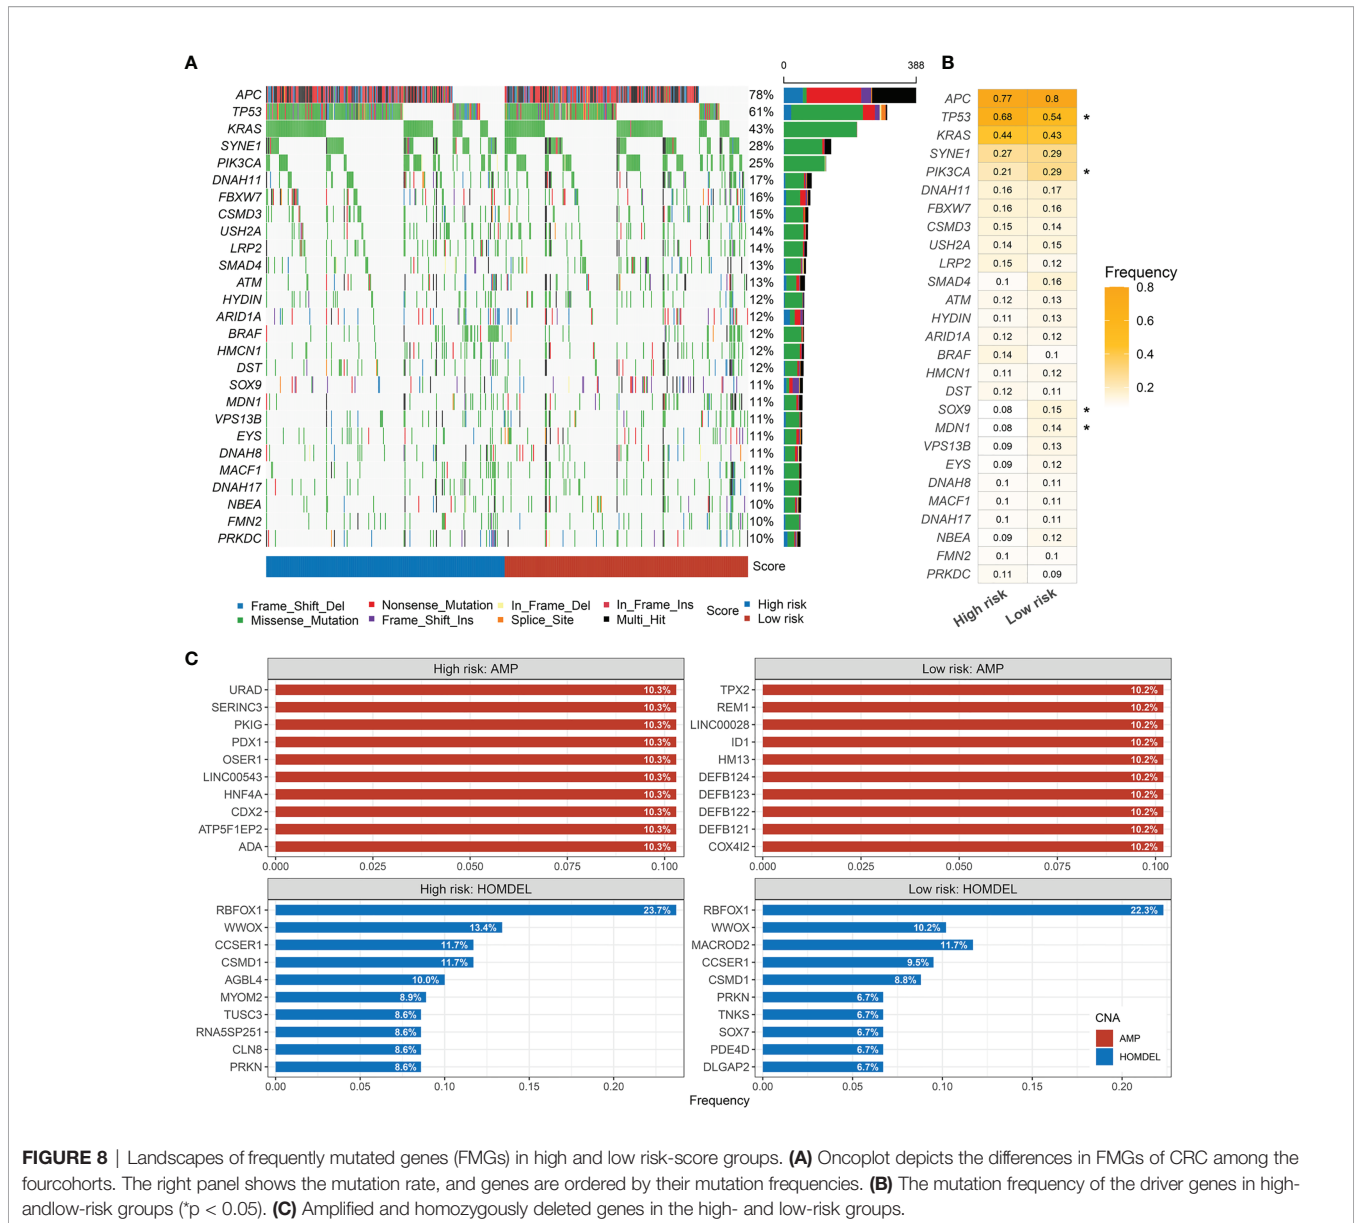 A
0 388
APC 78%
TP53 61%
KRAS 43%
SYNE1 28%
PIK3CA 25%
DNAH11 17%
FBXW7 16%
CSMD3 15%
USH2A 14%
LRP2 14%
SMAD4 13%
ATM 13%
HYDIN 12%
ARID1A 12%
BRAF 12%
HMCN1 12%
DST 12%
SOX9 11%
MDN1 11%
VPS13B 11%
EYS 11%
DNAH8 11%
MACF1 11%
DNAH17 11%
NBEA 10%
FMN2 10%
PRKDC 10%
Score
Frame_Shift_Del Nonsense_Mutation In_Frame_Del In_Frame_Ins Score High risk
Missense_Mutation Frame_Shift_Ins Splice_Site Multi_Hit Low risk
B
APC 0.77 0.8
TP53 0.68 0.54 *
KRAS 0.44 0.43
SYNE1 0.27 0.29
PIK3CA 0.21 0.29 *
DNAH11 0.16 0.17
FBXW7 0.16 0.16
CSMD3 0.15 0.14
USH2A 0.14 0.15
LRP2 0.15 0.12
SMAD4 0.1 0.16
ATM 0.12 0.13
HYDIN 0.11 0.13
ARID1A 0.12 0.12
BRAF 0.14 0.1
HMCN1 0.11 0.12
DST 0.12 0.11
SOX9 0.08 0.15 *
MDN1 0.08 0.14 *
VPS13B 0.09 0.13
EYS 0.09 0.12
DNAH8 0.1 0.11
MACF1 0.1 0.11
DNAH17 0.1 0.11
NBEA 0.09 0.12
FMN2 0.1 0.1
PRKDC 0.11 0.09
High risk Low risk
Frequency
0.8
0.6
0.4
0.2
C
High risk: AMP
URAD 10.3%
SERINC3 10.3%
PKIG 10.3%
PDX1 10.3%
OSER1 10.3%
LINC00543 10.3%
HNF4A 10.3%
CDX2 10.3%
ATP5F1EP2 10.3%
ADA 10.3%
0.000 0.025 0.050 0.075 0.100
Low risk: AMP
TPX2 10.2%
REM1 10.2%
LINC00028 10.2%
ID1 10.2%
HM13 10.2%
DEFB124 10.2%
DEFB123 10.2%
DEFB122 10.2%
DEFB121 10.2%
COX4I2 10.2%
0.000 0.025 0.050 0.075 0.100
High risk: HOMDEL
RBFOX1 23.7%
WWOX 13.4%
CCSER1 11.7%
CSMD1 11.7%
AGBL4 10.0%
MYOM2 8.9%
TUSC3 8.6%
RNA5SP251 8.6%
CLN8 8.6%
PRKN 8.6%
0.00 0.05 0.10 0.15 0.20
Low risk: HOMDEL
RBFOX1 22.3%
WWOX 10.2%
MACROD2 11.7%
CCSER1 9.5%
CSMD1 8.8%
PRKN 6.7%
TNKS 6.7%
SOX7 6.7%
PDE4D 6.7%
DLGAP2 6.7%
0.00 0.05 0.10 0.15 0.20
CNA
AMP
HOMDEL
Frequency
FIGURE 8 | Landscapes of frequently mutated genes (FMGs) in high and low risk-score groups. (A) Oncoplot depicts the differences in FMGs of CRC among the
fourcohorts. The right panel shows the mutation rate, and genes are ordered by their mutation frequencies. (B) The mutation frequency of the driver genes in high-
andlow-risk groups (*p < 0.05). (C) Amplified and homozygously deleted genes in the high- and low-risk groups.